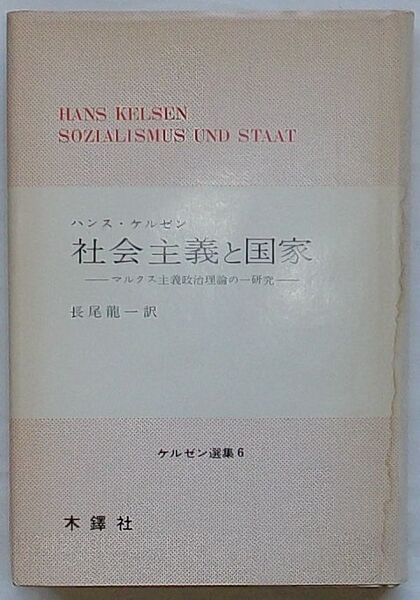 HANS KELSEN
SOZIALISMUS UND STAAT
ハンス・ケルゼン
社会主義と国家
―マルクス主義政治理論の一研究―
長尾龍一訳
ケルゼン選集6
木鐸社